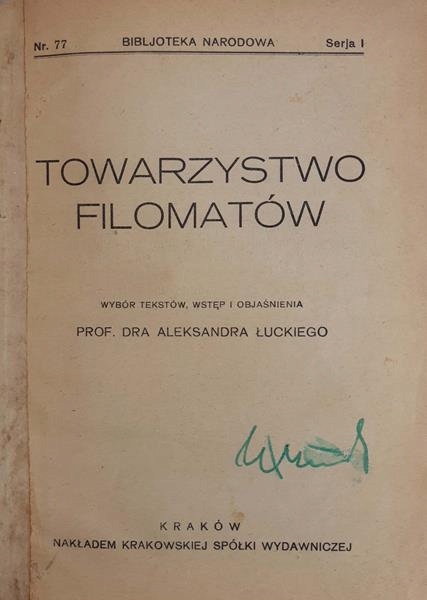 Nr. 77 BIBLJOTEKA NARODOWA Serja I
TOWARZYSTWO
FILOMATÓW
WYBÓR TEKSTÓW, WSTĘP I OBJAŚNIENIA
PROF. DRA ALEKSANDRA ŁUCKIEGO
KRAKÓW
NAKŁADEM KRAKOWSKIEJ SPÓŁKI WYDAWNICZEJ